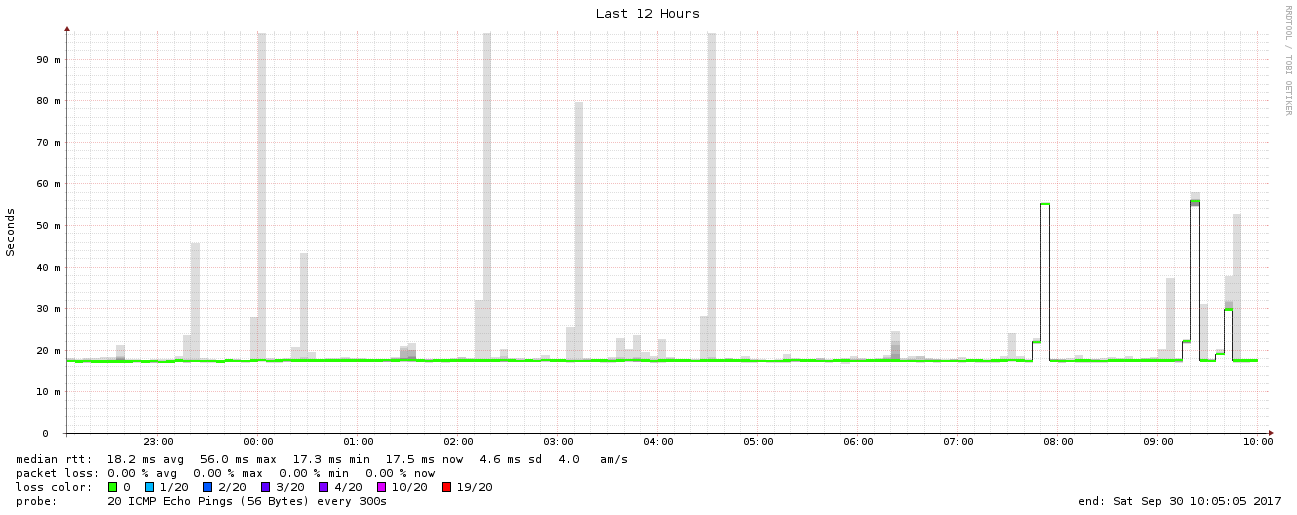 Last 12 Hours
RRDTOOL / TOBI OETIKER
Seconds
90 m
80 m
70 m
60 m
50 m
40 m
30 m
20 m
10 m
0
23:00 00:00 01:00 02:00 03:00 04:00 05:00 06:00 07:00 08:00 09:00 10:00
median rtt: 18.2 ms avg 56.0 ms max 17.3 ms min 17.5 ms now 4.6 ms sd 4.0 am/s
packet loss: 0.00 % avg 0.00 % max 0.00 % min 0.00 % now
loss color: 0 1/20 2/20 3/20 4/20 10/20 19/20
probe: 20 ICMP Echo Pings (56 Bytes) every 300s end: Sat Sep 30 10:05:05 2017